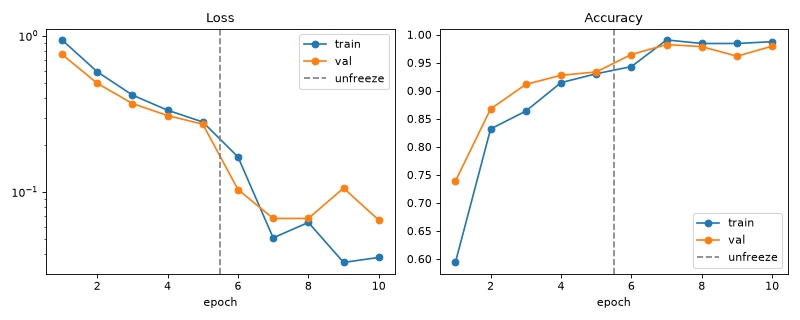 Loss
10⁰
10⁻¹
train
val
unfreeze
2
4
6
8
10
epoch
Accuracy
1.00
0.95
0.90
0.85
0.80
0.75
0.70
0.65
0.60
train
val
unfreeze
2
4
6
8
10
epoch